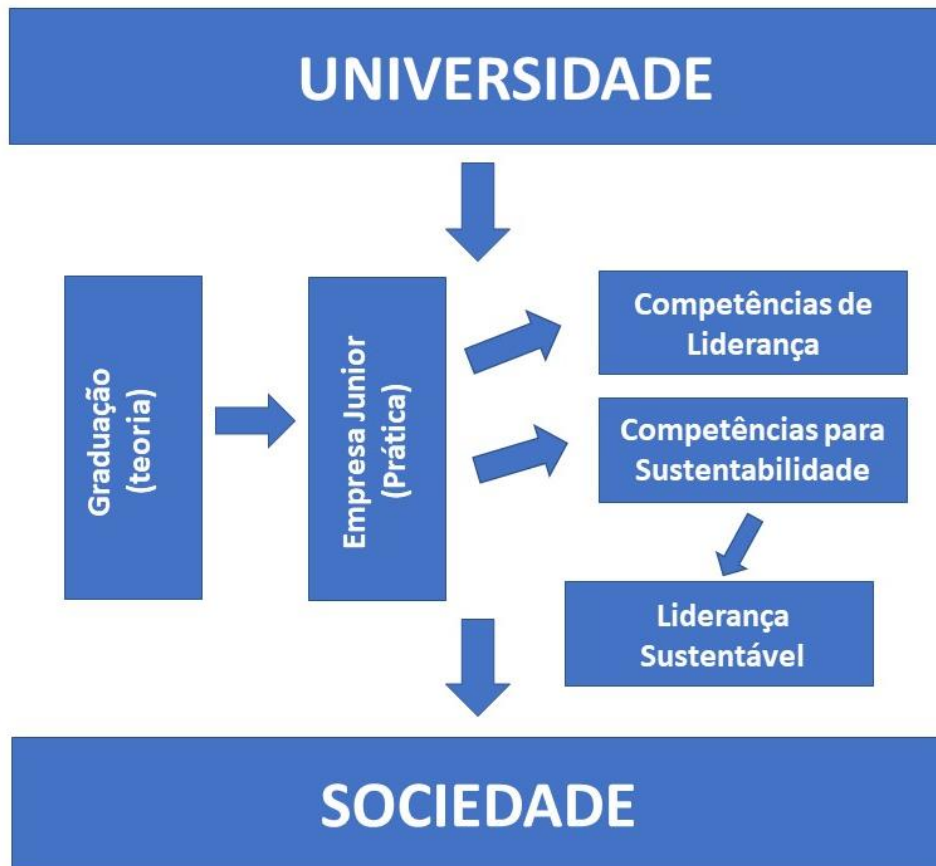 UNIVERSIDADE
Graduação
(teoria)
Empresa Junior
(Prática)
Competências de
Liderança
Competências para
Sustentabilidade
Liderança
Sustentável
SOCIEDADE